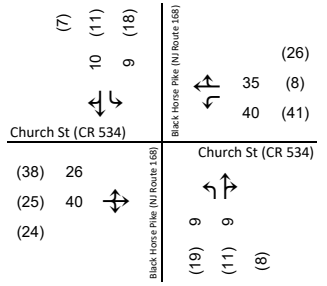 (7) (11) (18)
10 9
Church St (CR 534)
Black Horse Pike (NJ Route 168)
(26)
35 (8)
40 (41)
(38) 26
(25) 40
(24)
Black Horse Pike (NJ Route 168)
Church St (CR 534)
9 9
(19) (11) (8)